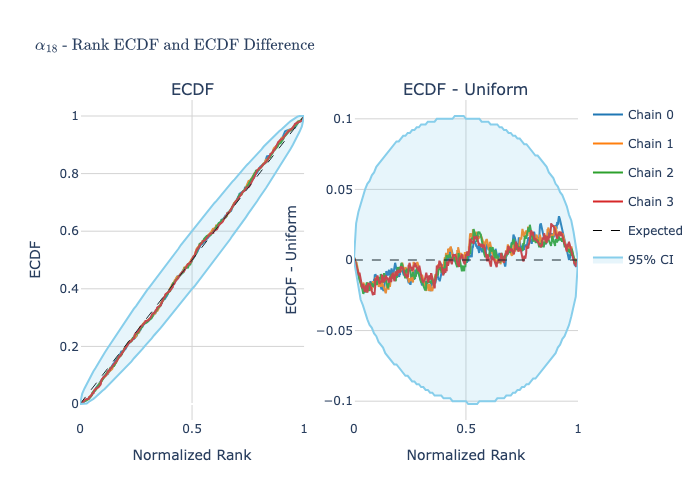 α₁₈ - Rank ECDF and ECDF Difference
ECDF
ECDF - Uniform
1
0.8
0.6
0.4
0.2
0
ECDF
0
0.5
1
Normalized Rank
0.1
0.05
0
−0.05
−0.1
ECDF - Uniform
0
0.5
1
Normalized Rank
Chain 0
Chain 1
Chain 2
Chain 3
Expected
95% CI